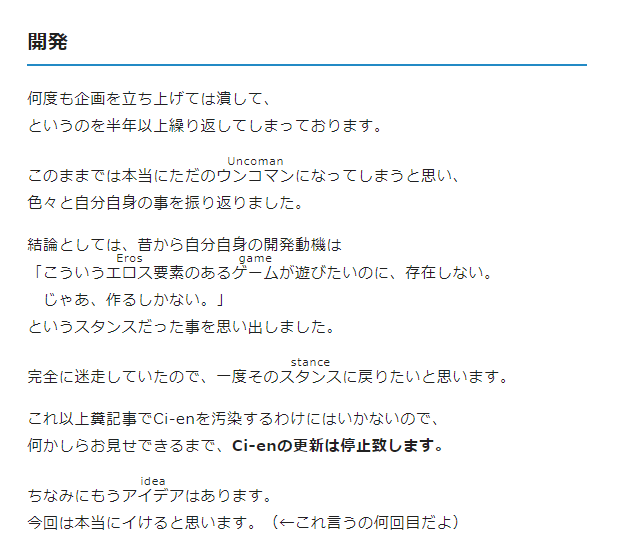 開発
何度も企画を立ち上げては潰して、
というのを半年以上繰り返してしまっております。
Uncoman
このままでは本当にただのウンコマンになってしまうと思い、
色々と自分自身の事を振り返りました。
結論としては、昔から自分自身の開発動機は
Eros game
「こういうエロス要素のあるゲームが遊びたいのに、存在しない。
じゃあ、作るしかない。」
というスタンスだった事を思い出しました。
stance
完全に迷走していたので、一度そのスタンスに戻りたいと思います。
これ以上糞記事でCi-enを汚染するわけにはいかないので、
何かしらお見せできるまで、Ci-enの更新は停止致します。
idea
ちなみにもうアイデアはあります。
今回は本当にイけると思います。（←これ言うの何回目だよ）